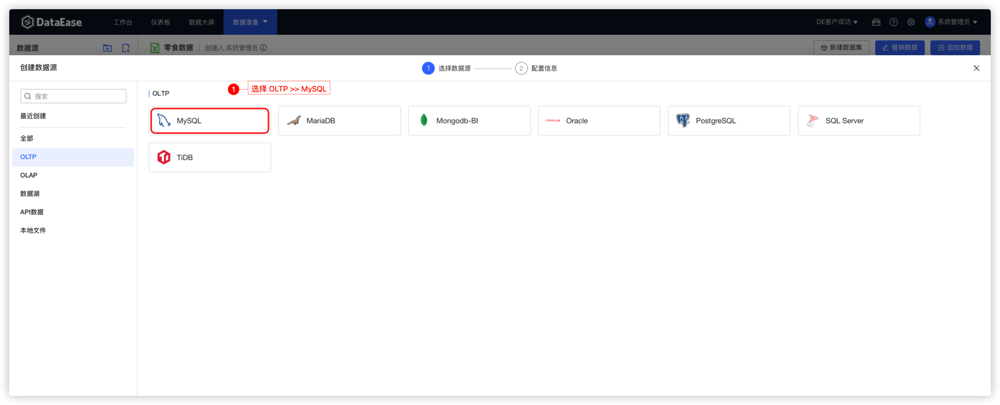 DataEase 工作台 仪表板 数据大屏 数据准备 DE客户成功 系统管理员
数据源 零食数据 创建人:系统管理员 新建数据集 替换数据 追加数据
创建数据源 1 选择数据源 2 配置信息
搜索
最近创建
全部
OLTP
OLAP
数据湖
API数据
本地文件
OLTP
1 选择 OLTP >> MySQL
MySQL MariaDB Mongodb-BI ORACLE Oracle PostgreSQL SQL Server
TiDB